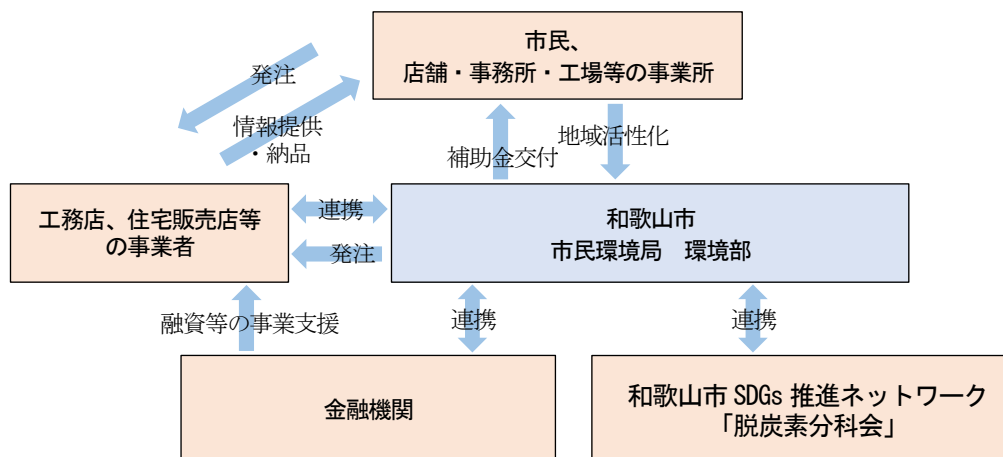 市民、
店舗・事務所・工場等の事業所
発注
情報提供
・納品
補助金交付
地域活性化
工務店、住宅販売店等
の事業者
連携
発注
和歌山市
市民環境局　環境部
融資等の事業支援
連携
連携
金融機関
和歌山市 SDGs 推進ネットワーク
「脱炭素分科会」